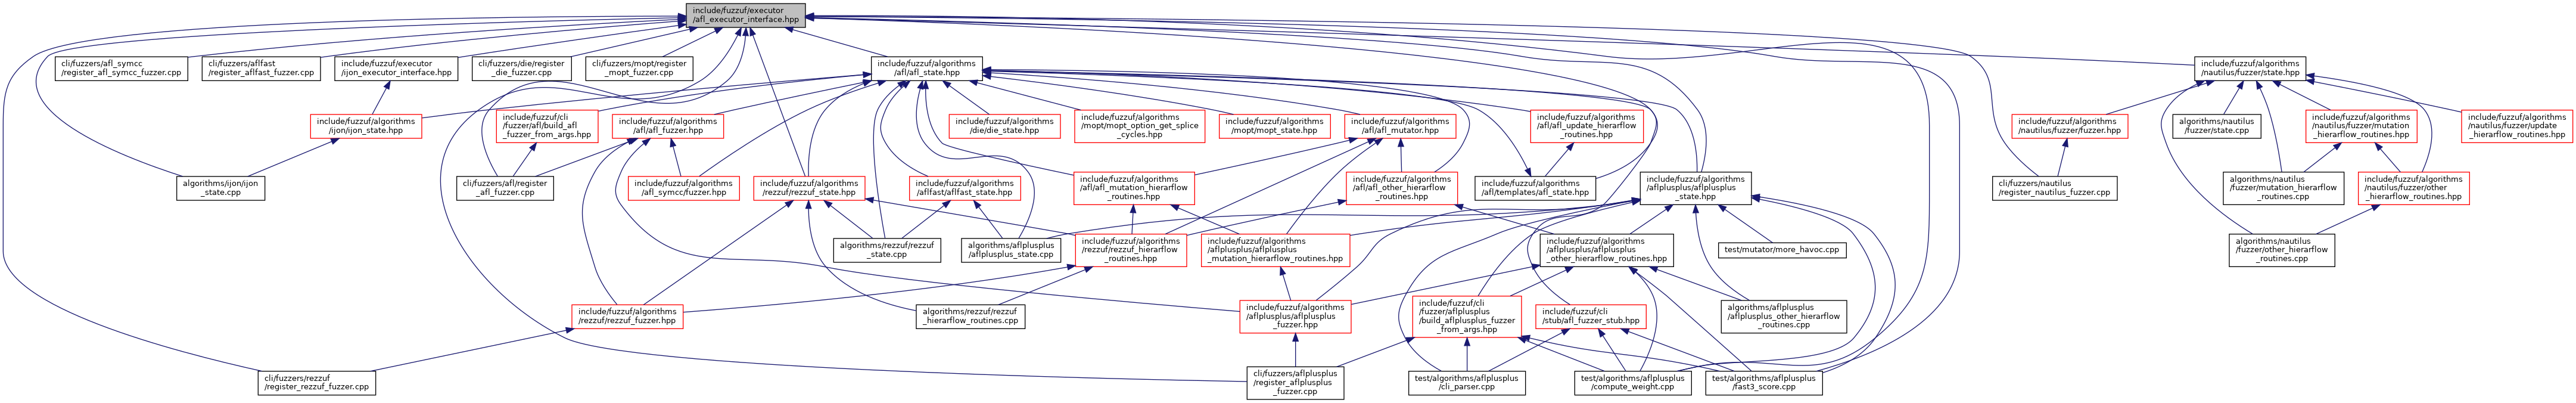 include/fuzzuf/executor
/afl_executor_interface.hpp
cli/fuzzers/afl_symcc
/register_afl_symcc_fuzzer.cpp
cli/fuzzers/aflfast
/register_aflfast_fuzzer.cpp
include/fuzzuf/executor
/ijon_executor_interface.hpp
cli/fuzzers/die/register
_die_fuzzer.cpp
cli/fuzzers/mopt/register
_mopt_fuzzer.cpp
include/fuzzuf/algorithms
/afl/afl_state.hpp
include/fuzzuf/algorithms
/nautilus/fuzzer/state.hpp
include/fuzzuf/algorithms
/ijon/ijon_state.hpp
include/fuzzuf/cli
/fuzzer/afl/build_afl
_fuzzer_from_args.hpp
include/fuzzuf/algorithms
/afl/afl_fuzzer.hpp
include/fuzzuf/algorithms
/die/die_state.hpp
include/fuzzuf/algorithms
/mopt/mopt_option_get_splice
_cycles.hpp
include/fuzzuf/algorithms
/mopt/mopt_state.hpp
include/fuzzuf/algorithms
/afl/afl_mutator.hpp
include/fuzzuf/algorithms
/afl/afl_update_hierarflow
_routines.hpp
include/fuzzuf/algorithms
/nautilus/fuzzer/fuzzer.hpp
algorithms/nautilus
/fuzzer/state.cpp
include/fuzzuf/algorithms
/nautilus/fuzzer/mutation
_hierarflow_routines.hpp
include/fuzzuf/algorithms
/nautilus/fuzzer/update
_hierarflow_routines.hpp
algorithms/ijon/ijon
_state.cpp
cli/fuzzers/afl/register
_afl_fuzzer.cpp
include/fuzzuf/algorithms
/afl_symcc/fuzzer.hpp
include/fuzzuf/algorithms
/rezzuf/rezzuf_state.hpp
include/fuzzuf/algorithms
/aflfast/aflfast_state.hpp
include/fuzzuf/algorithms
/afl/afl_mutation_hierarflow
_routines.hpp
include/fuzzuf/algorithms
/afl/afl_other_hierarflow
_routines.hpp
include/fuzzuf/algorithms
/afl/templates/afl_state.hpp
include/fuzzuf/algorithms
/aflplusplus/aflplusplus
_state.hpp
cli/fuzzers/nautilus
/register_nautilus_fuzzer.cpp
algorithms/nautilus
/fuzzer/mutation_hierarflow
_routines.cpp
include/fuzzuf/algorithms
/nautilus/fuzzer/other
_hierarflow_routines.hpp
algorithms/rezzuf/rezzuf
_state.cpp
algorithms/aflplusplus
/aflplusplus_state.cpp
include/fuzzuf/algorithms
/rezzuf/rezzuf_hierarflow
_routines.hpp
include/fuzzuf/algorithms
/aflplusplus/aflplusplus
_mutation_hierarflow_routines.hpp
include/fuzzuf/algorithms
/aflplusplus/aflplusplus
_other_hierarflow_routines.hpp
test/mutator/more_havoc.cpp
algorithms/nautilus
/fuzzer/other_hierarflow
_routines.cpp
include/fuzzuf/algorithms
/rezzuf/rezzuf_fuzzer.hpp
algorithms/rezzuf/rezzuf
_hierarflow_routines.cpp
include/fuzzuf/algorithms
/aflplusplus/aflplusplus
_fuzzer.hpp
include/fuzzuf/cli
/fuzzer/aflplusplus
/build_aflplusplus_fuzzer
_from_args.hpp
include/fuzzuf/cli
/stub/afl_fuzzer_stub.hpp
algorithms/aflplusplus
/aflplusplus_other_hierarflow
_routines.cpp
cli/fuzzers/rezzuf
/register_rezzuf_fuzzer.cpp
cli/fuzzers/aflplusplus
/register_aflplusplus
_fuzzer.cpp
test/algorithms/aflplusplus
/cli_parser.cpp
test/algorithms/aflplusplus
/compute_weight.cpp
test/algorithms/aflplusplus
/fast3_score.cpp